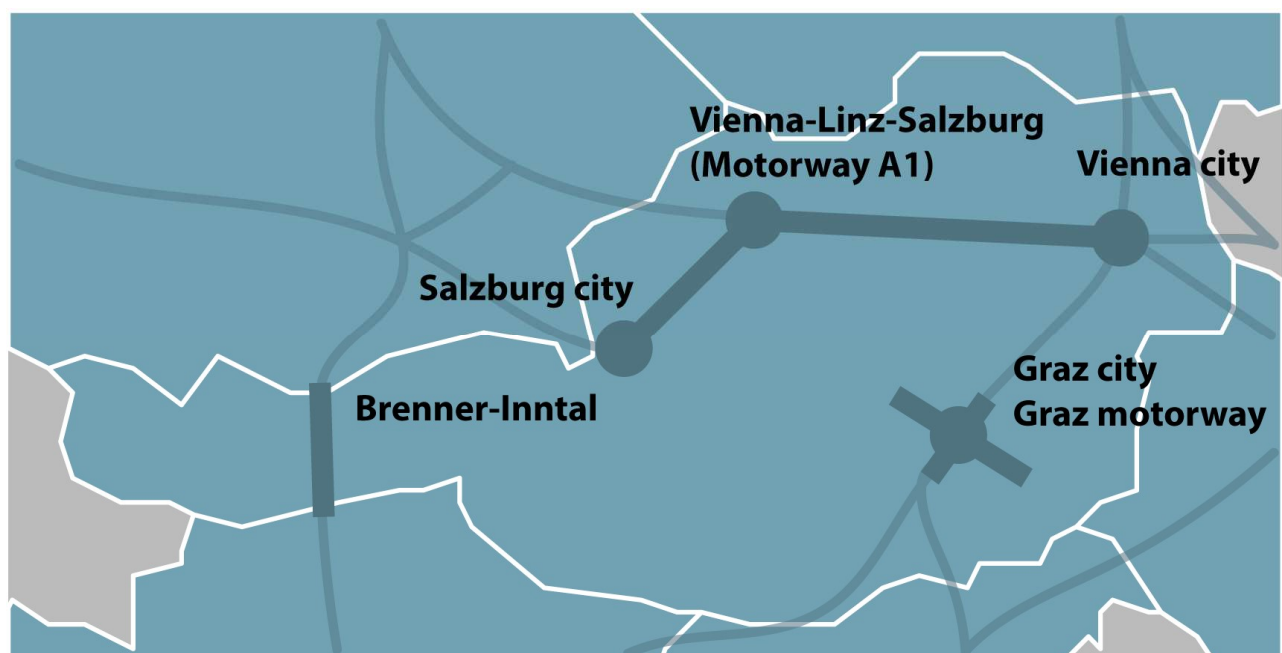 Vienna-Linz-Salzburg
(Motorway A1)
Vienna city
Salzburg city
Brenner-Inntal
Graz city
Graz motorway